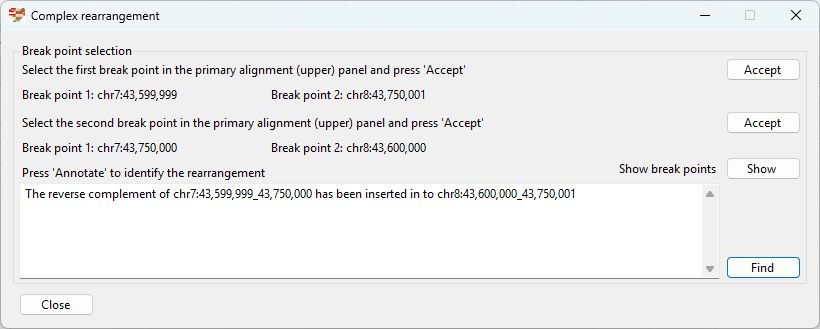 Complex rearrangement
Break point selection
Select the first break point in the primary alignment (upper) panel and press 'Accept'
Accept
Break point 1: chr7:43,599,999 Break point 2: chr8:43,750,001
Select the second break point in the primary alignment (upper) panel and press 'Accept'
Accept
Break point 1: chr7:43,750,000 Break point 2: chr8:43,600,000
Press 'Annotate' to identify the rearrangement
Show break points
Show
The reverse complement of chr7:43,599,999_43,750,000 has been inserted in to chr8:43,600,000_43,750,001
Find
Close